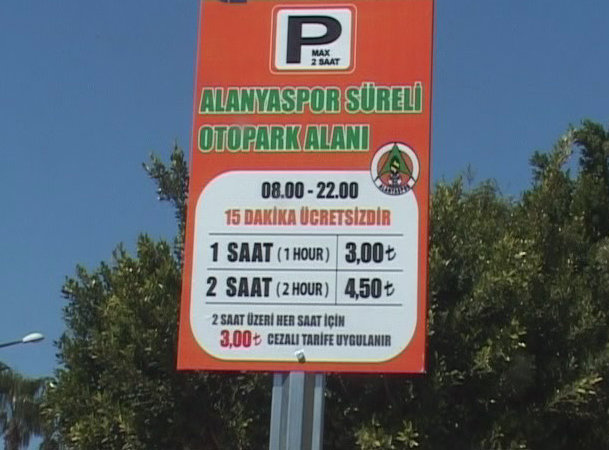 P
MAX
2 SAAT
ALANYASPOR SÜRELİ
OTOPARK ALANI
ALANYASPOR
08.00 - 22.00
15 DAKİKA ÜCRETSİZDİR
1 SAAT (1 HOUR) 3,00₺
2 SAAT (2 HOUR) 4,50₺
2 SAAT ÜZERİ HER SAAT İÇİN
3,00₺ CEZALI TARİFE UYGULANIR